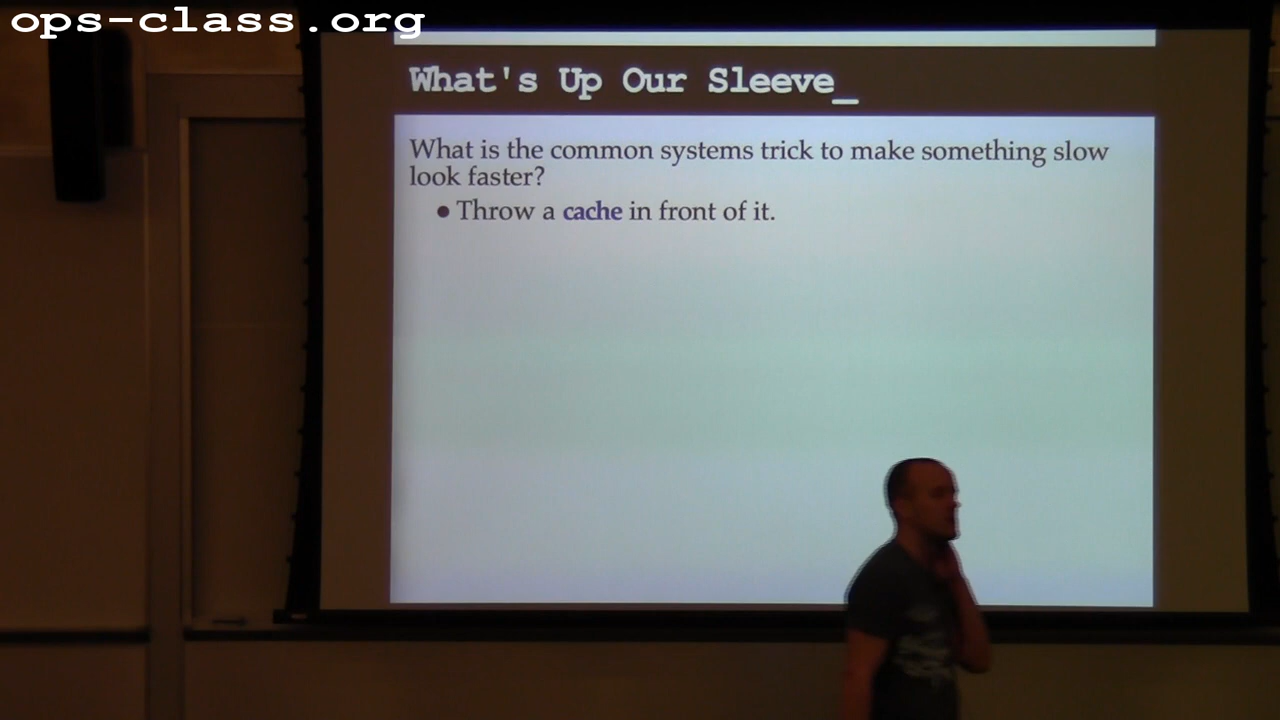 ops-class.org
What's Up Our Sleeve_
What is the common systems trick to make something slow
look faster?
● Throw a cache in front of it.